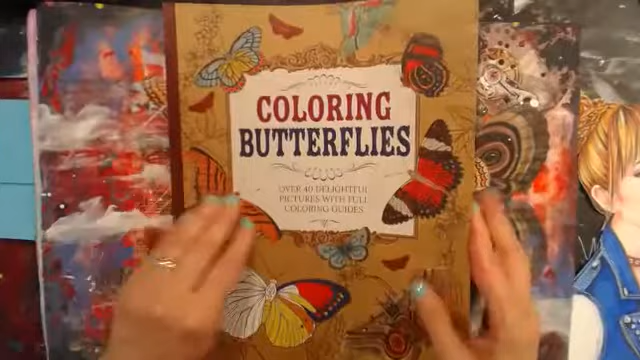 COLORING
BUTTERFLIES
OVER 40 DELIGHTFUL
PICTURES WITH FULL
COLORING GUIDES